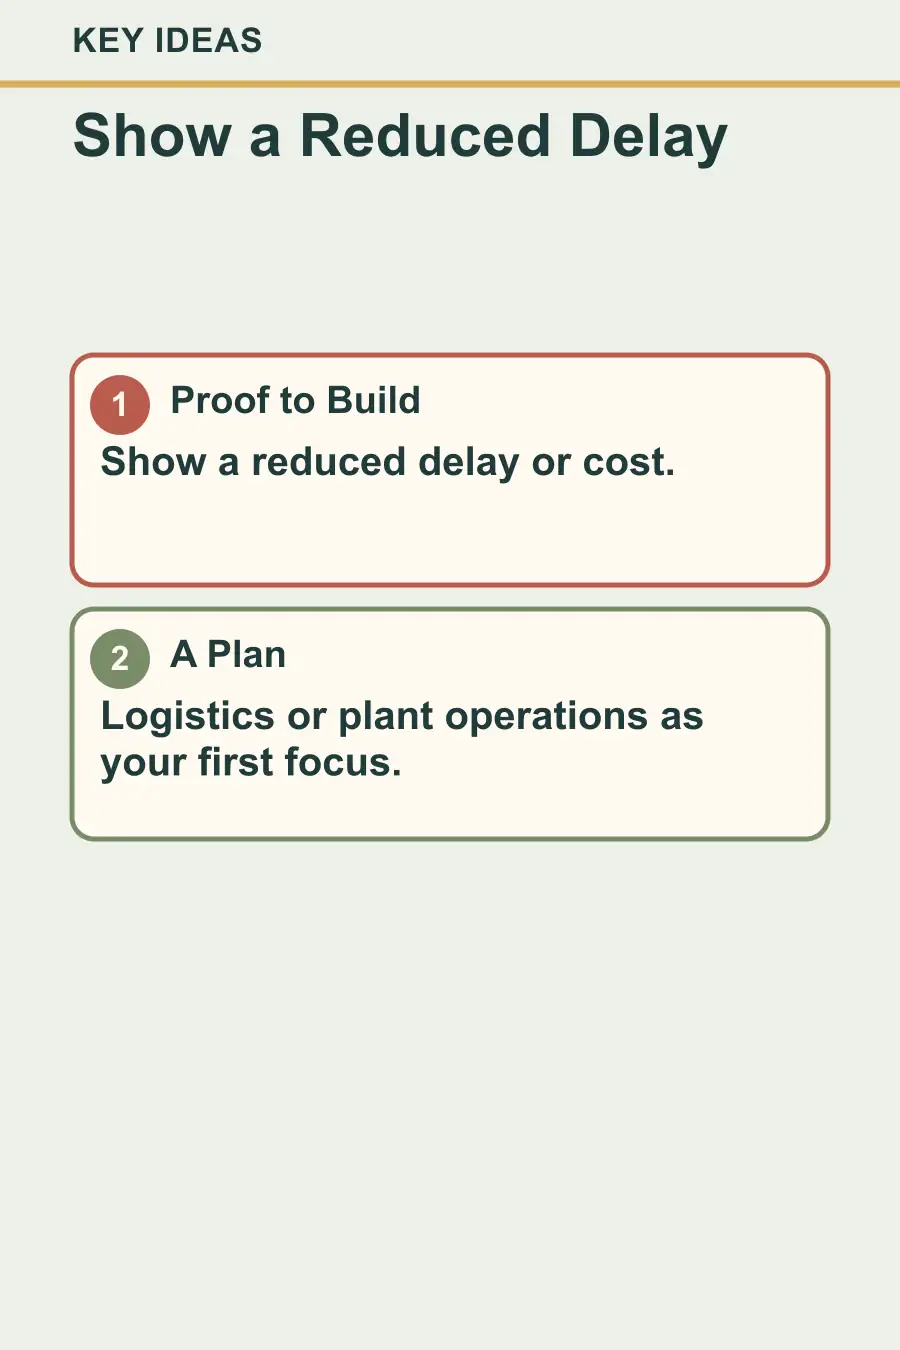 KEY IDEAS
Show a Reduced Delay
1 Proof to Build
Show a reduced delay or cost.
2 A Plan
Logistics or plant operations as
your first focus.